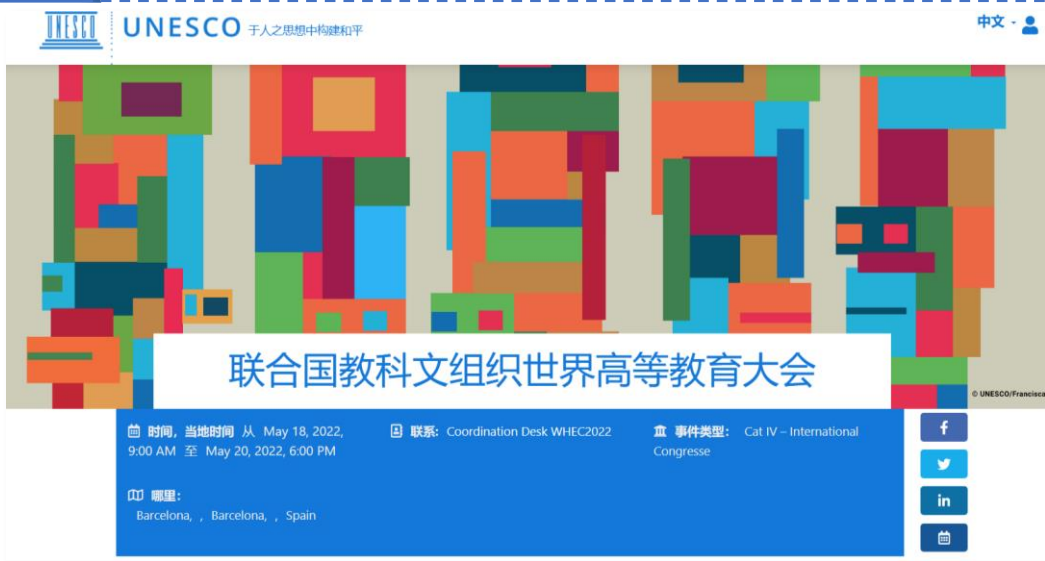 UNESCO
UNESCO 于人之思想中构建和平
中文
联合国教科文组织世界高等教育大会
© UNESCO/Francisca
时间，当地时间 从 May 18, 2022,
9:00 AM 至 May 20, 2022, 6:00 PM
联系: Coordination Desk WHEC2022
事件类型: Cat IV – International
Congresse
哪里:
Barcelona, , Barcelona, , Spain
f
in